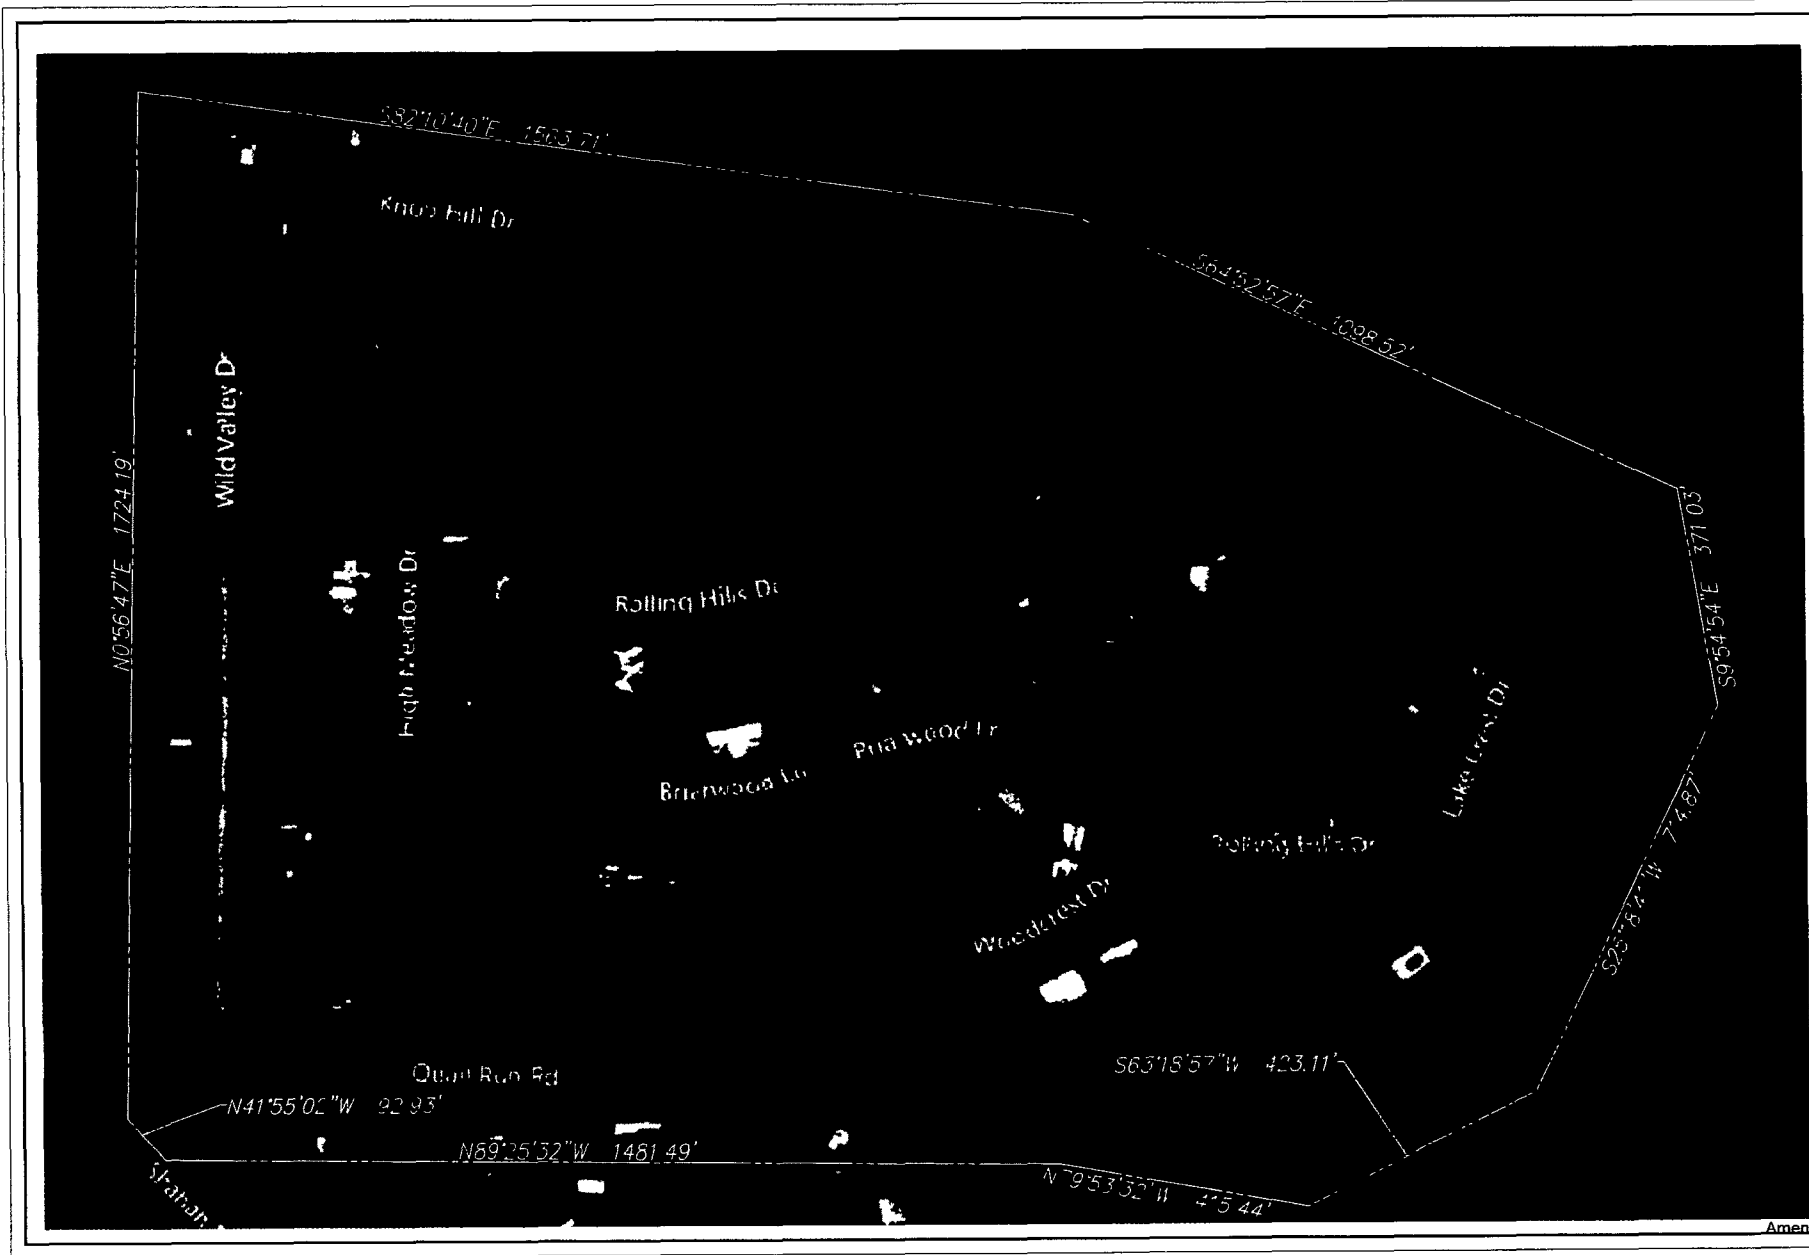 S82°10'40"E 1563.71'
Knob Hill Dr
S64°52'57"E 1098.52'
Wild Valley Dr
N0°56'47"E 1724.19'
S9°54'54"E 371.03'
High Meadow Dr
Rolling Hills Dr
Lake Crest Dr
Briarwood Ln
Rolling Hills Dr
Woodcrest Dr
S63°18'57"W 423.11'
Quail Run Rd
N41°55'02"W 92.93'
N89°25'32"W 1481.49'
Strahan
Amen